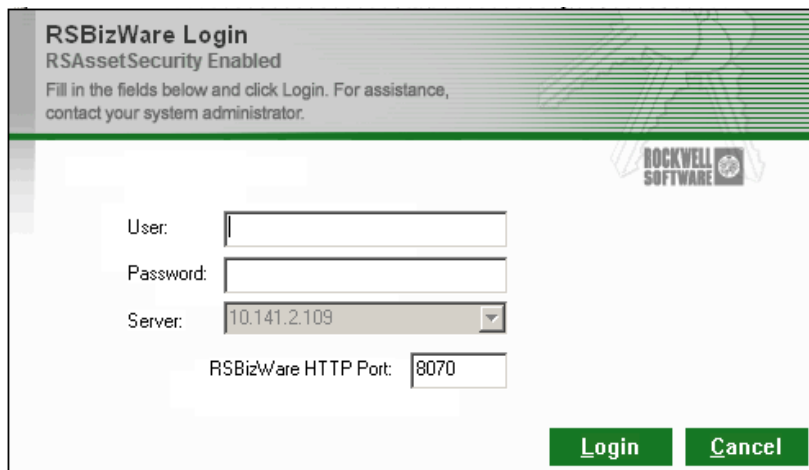 RSBizWare Login
RSAssetSecurity Enabled
Fill in the fields below and click Login. For assistance,
contact your system administrator.
ROCKWELL
SOFTWARE
User:
Password:
Server: 10.141.2.109
RSBizWare HTTP Port: 8070
Login Cancel